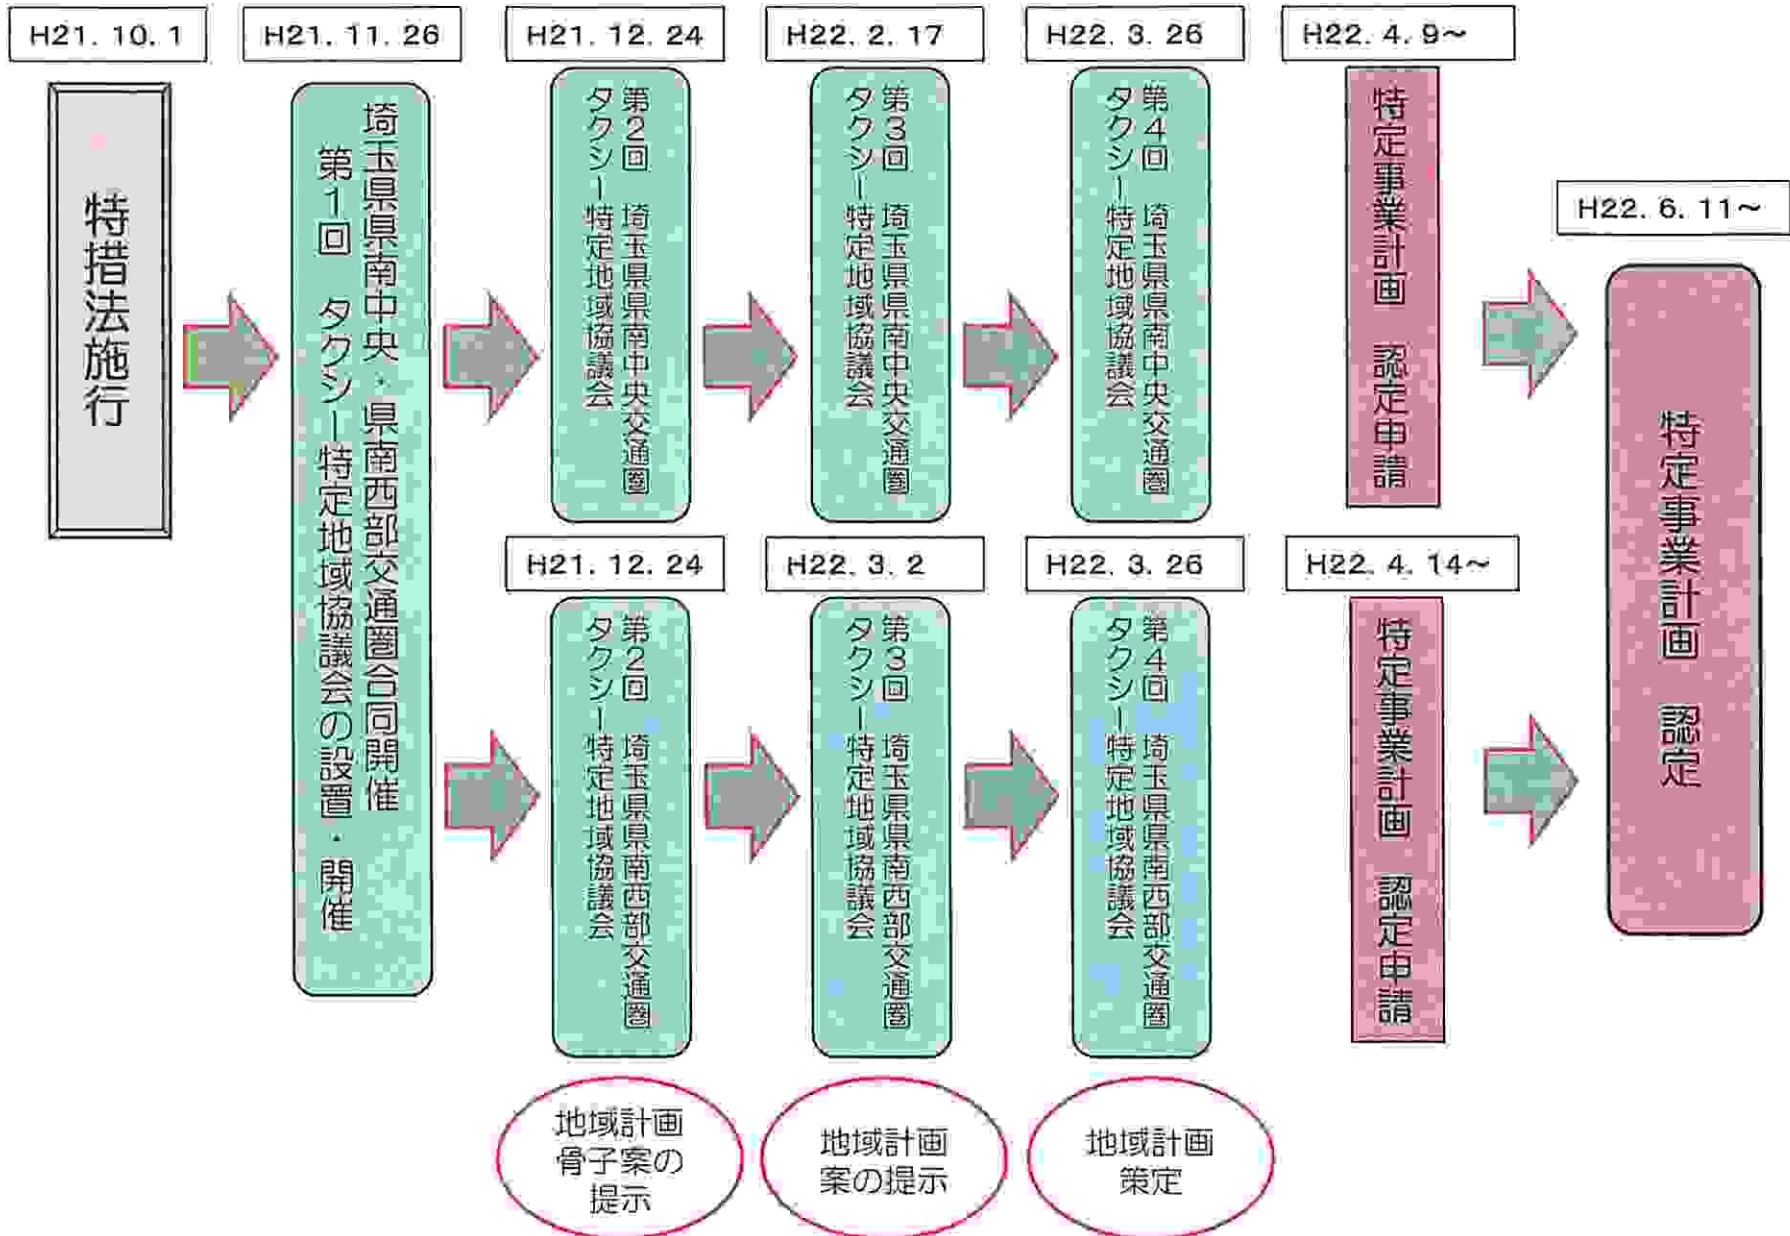 H21. 10. 1
特措法施行
H21. 11. 26
埼玉県県南中央・県南西部交通圏合同開催
第1回　タクシー特定地域協議会の設置・開催
H21. 12. 24
第2回　埼玉県県南中央交通圏
タクシー特定地域協議会
H22. 2. 17
第3回　埼玉県県南中央交通圏
タクシー特定地域協議会
H22. 3. 26
第4回　埼玉県県南中央交通圏
タクシー特定地域協議会
H22. 4. 9～
特定事業計画　認定申請
H21. 12. 24
第2回　埼玉県県南西部交通圏
タクシー特定地域協議会
H22. 3. 2
第3回　埼玉県県南西部交通圏
タクシー特定地域協議会
H22. 3. 26
第4回　埼玉県県南西部交通圏
タクシー特定地域協議会
H22. 4. 14～
特定事業計画　認定申請
H22. 6. 11～
特定事業計画　認定
地域計画
骨子案の
提示
地域計画
案の提示
地域計画
策定